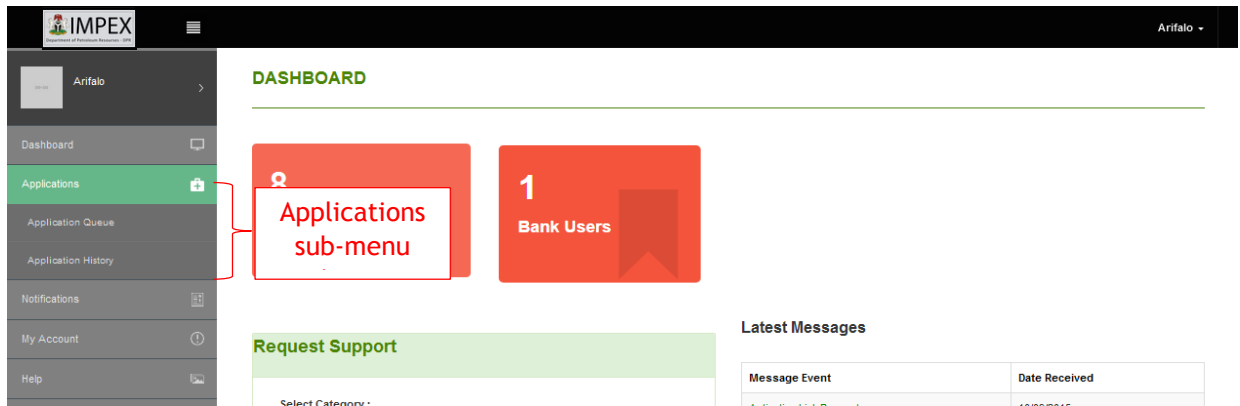 IMPEX
Department of Petroleum Resources - DPR
Arifalo
Arifalo
DASHBOARD
Dashboard
Applications
Application Queue
Application History
Notifications
My Account
Help
8
Applications
sub-menu
1
Bank Users
Request Support
Select Category :
Latest Messages
Message Event
Date Received